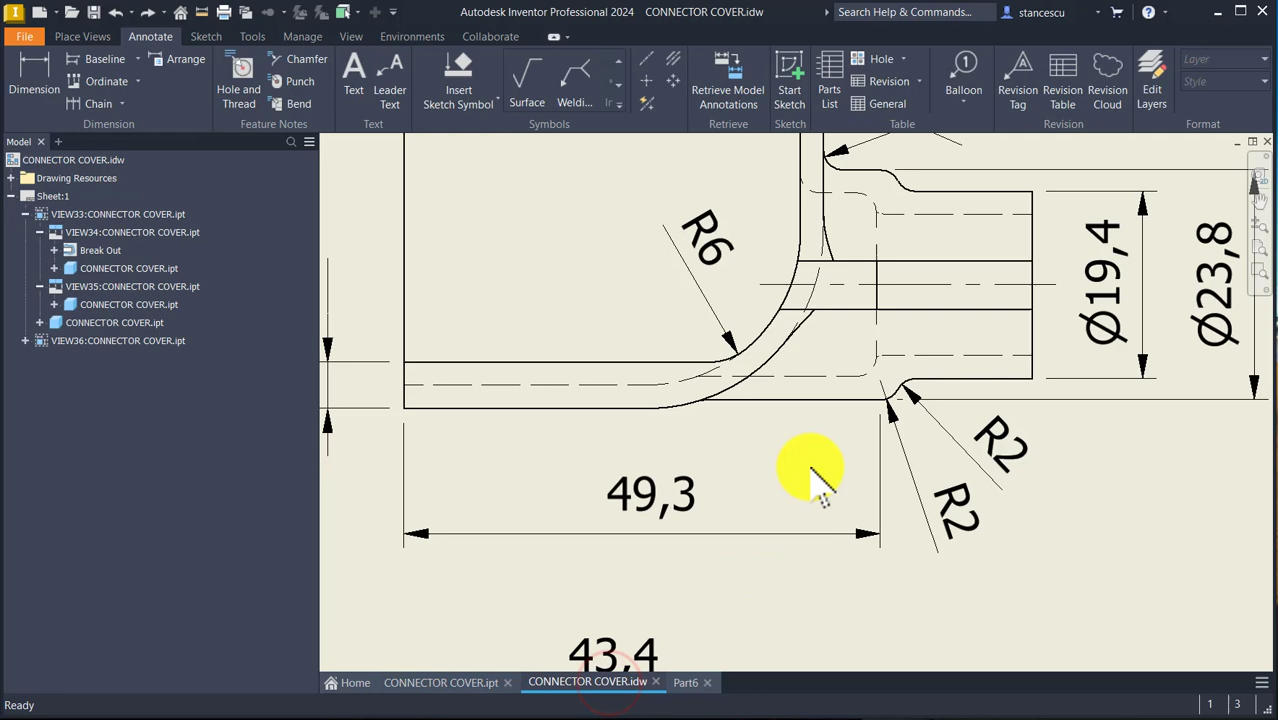 Autodesk Inventor Professional 2024 CONNECTOR COVER.idw
Search Help & Commands...
stancescu
File Place Views Annotate Sketch Tools Manage View Environments Collaborate
Dimension
Baseline
Ordinate
Chain
Arrange
Dimension
Hole and Thread
Chamfer
Punch
Bend
Feature Notes
Text
Leader Text
Text
Insert Sketch Symbol
Surface
Weldi...
Symbols
Retrieve Model Annotations
Retrieve
Start Sketch
Sketch
Parts List
Hole
Revision
General
Table
Balloon
Revision Tag
Revision Table
Revision Cloud
Revision
Edit Layers
Layer
Style
Format
Model
CONNECTOR COVER.idw
Drawing Resources
Sheet:1
VIEW33:CONNECTOR COVER.ipt
VIEW34:CONNECTOR COVER.ipt
Break Out
CONNECTOR COVER.ipt
VIEW35:CONNECTOR COVER.ipt
CONNECTOR COVER.ipt
CONNECTOR COVER.ipt
VIEW36:CONNECTOR COVER.ipt
R6
Ø19,4
Ø23,8
R2
R2
49,3
43,4
Home CONNECTOR COVER.ipt CONNECTOR COVER.idw Part6
Ready
1 3